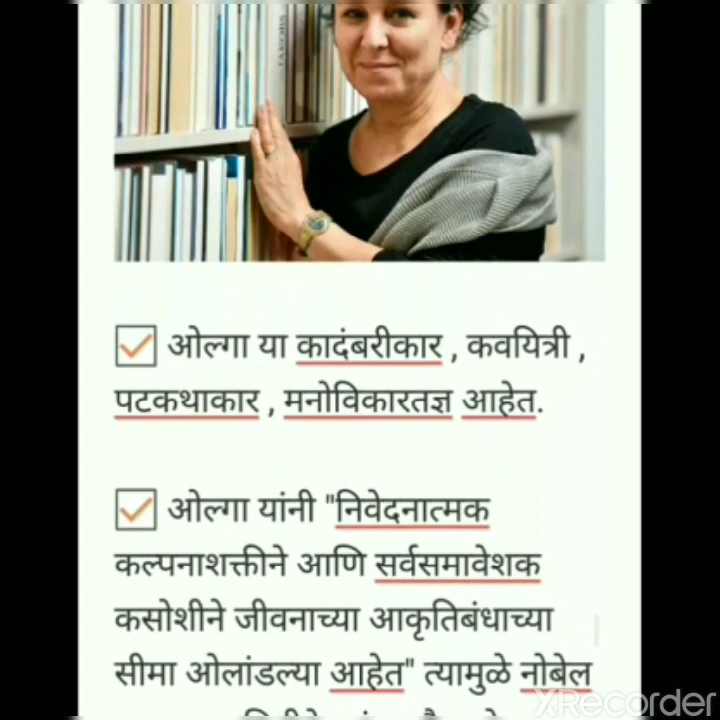 ओल्गा या कादंबरीकार , कवयित्री ,
पटकथाकार , मनोविकारतज्ञ आहेत.
ओल्गा यांनी "निवेदनात्मक
कल्पनाशक्तीने आणि सर्वसमावेशक
कसोशीने जीवनाच्या आकृतिबंधाच्या
सीमा ओलांडल्या आहेत" त्यामुळे नोबेल
XRecorder